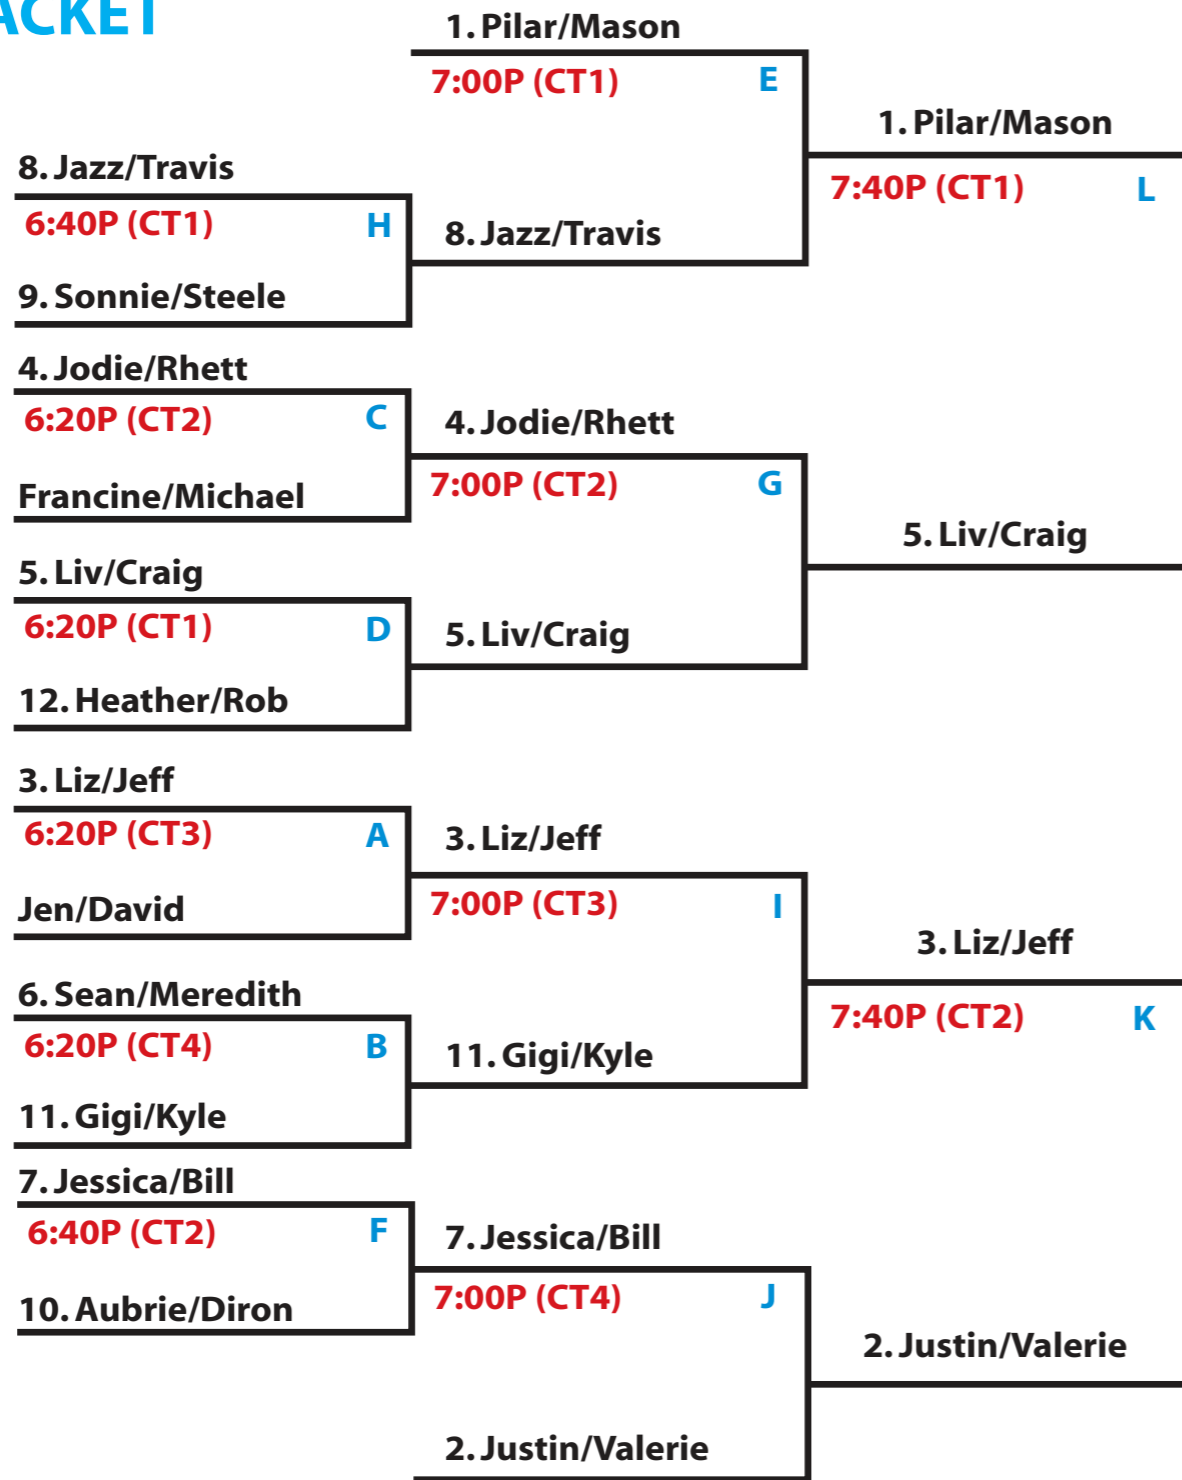 ACKET
1. Pilar/Mason
7:00P (CT1) E
1. Pilar/Mason
8. Jazz/Travis
7:40P (CT1) L
6:40P (CT1) H
8. Jazz/Travis
9. Sonnie/Steele
4. Jodie/Rhett
6:20P (CT2) C
4. Jodie/Rhett
7:00P (CT2) G
Francine/Michael
5. Liv/Craig
5. Liv/Craig
6:20P (CT1) D
5. Liv/Craig
12. Heather/Rob
3. Liz/Jeff
6:20P (CT3) A
3. Liz/Jeff
7:00P (CT3) I
Jen/David
3. Liz/Jeff
6. Sean/Meredith
7:40P (CT2) K
6:20P (CT4) B
11. Gigi/Kyle
11. Gigi/Kyle
7. Jessica/Bill
6:40P (CT2) F
7. Jessica/Bill
7:00P (CT4) J
10. Aubrie/Diron
2. Justin/Valerie
2. Justin/Valerie